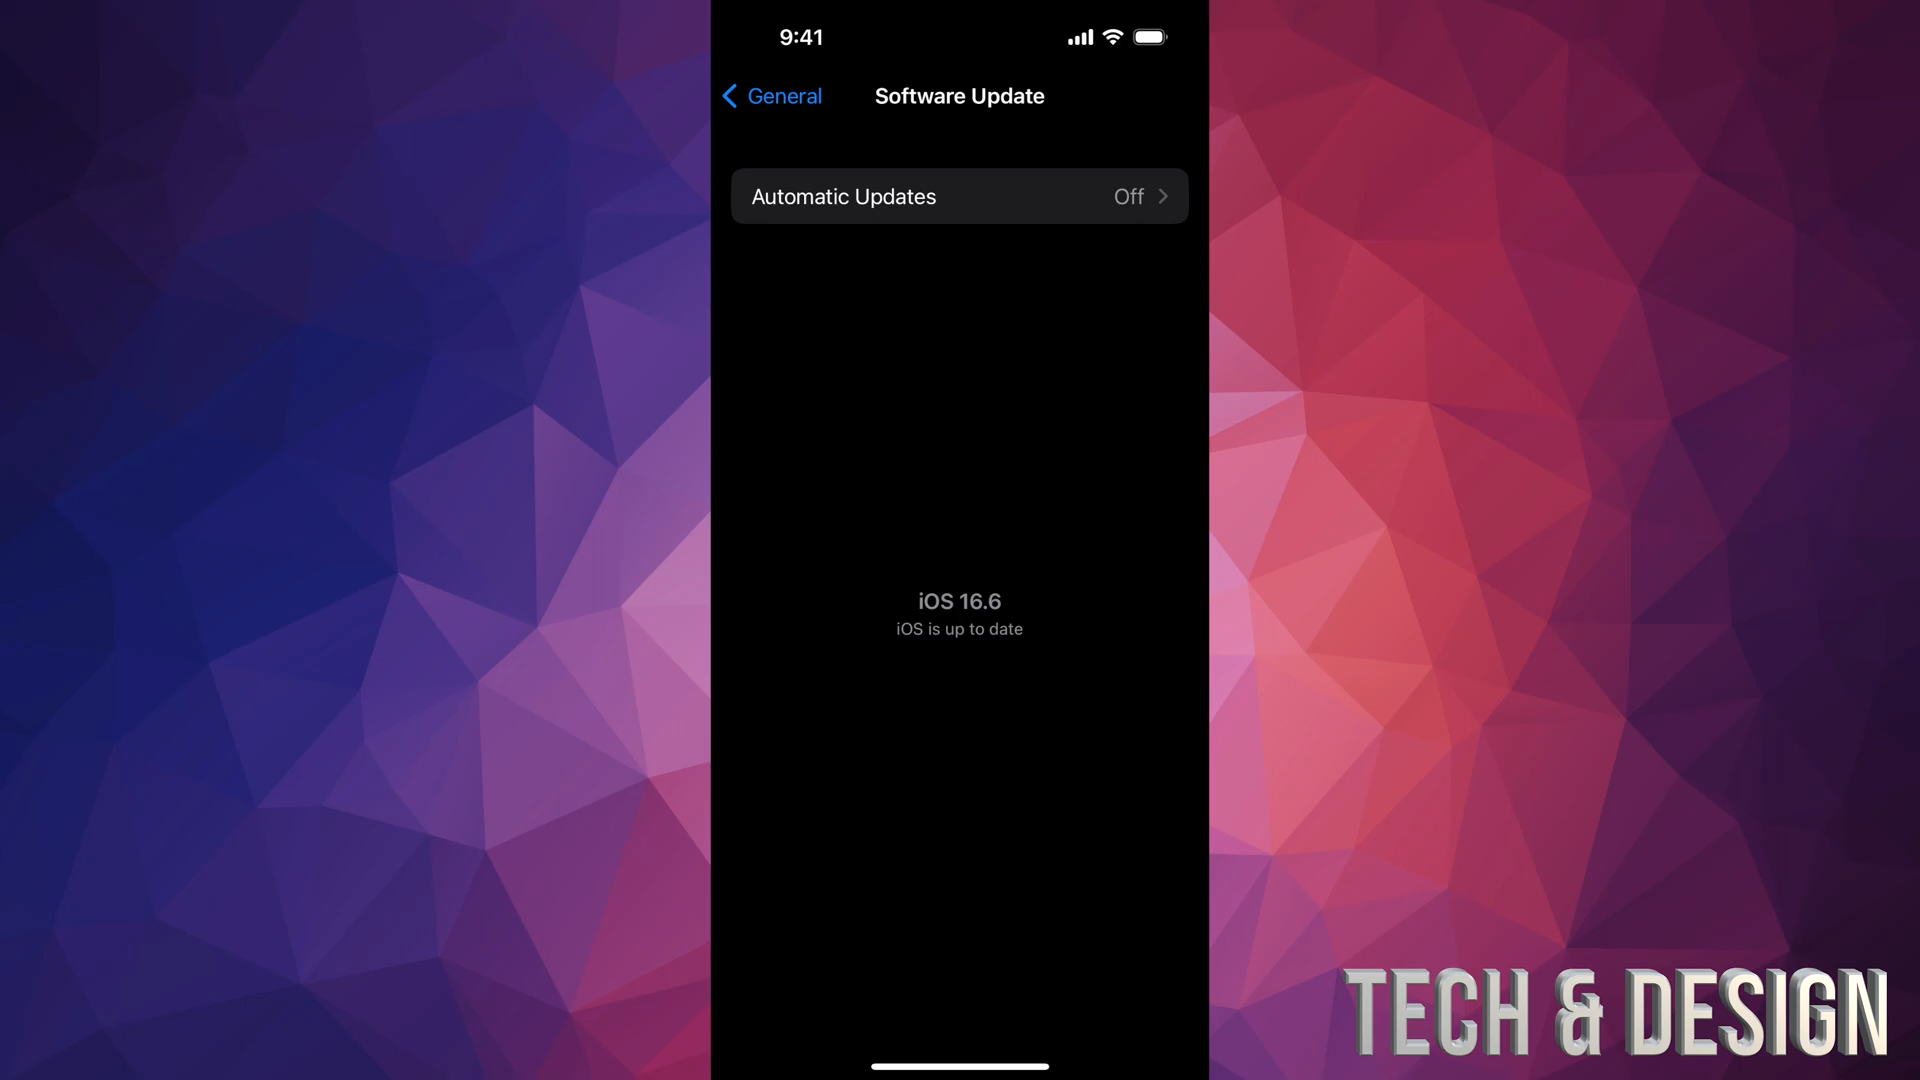 9:41
General
Software Update
Automatic Updates Off
iOS 16.6
iOS is up to date
TECH & DESIGN